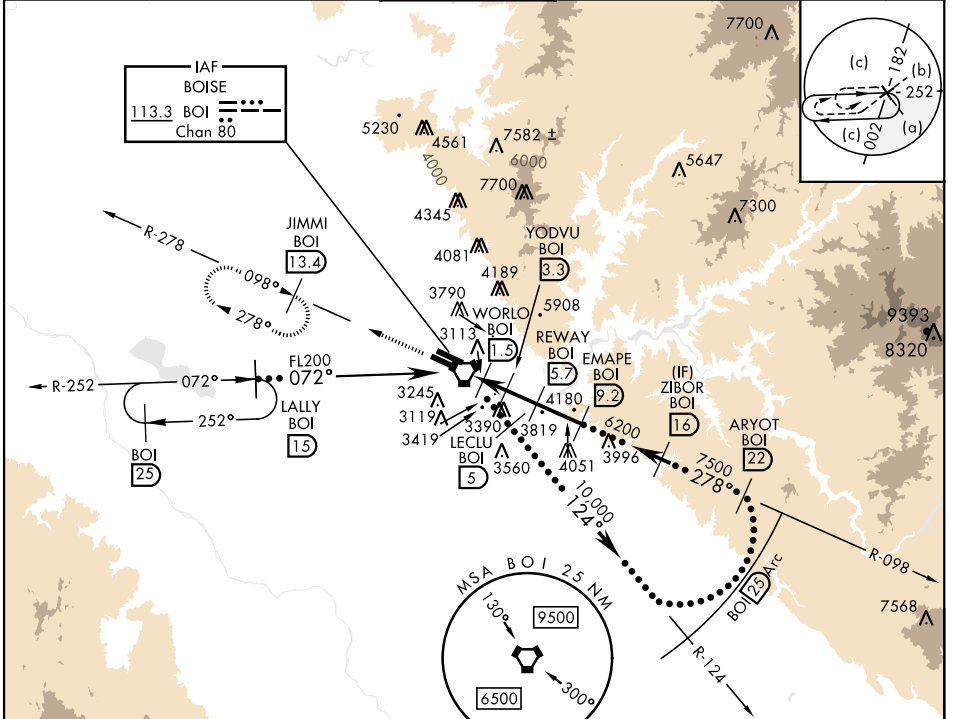 IAF
BOISE
113.3 BOI
Chan 80
7700
(c)
182
(b)
252
(a)
002
(c)
5230
4561
7582 ±
4000
6000
7700
5647
7300
4345
4081
4189
YODVU
BOI
3.3
5908
R-278
JIMMI
BOI
13.4
098°
278°
3790
WORLO
BOI
1.5
3113
REWAY
BOI
5.7
EMAPE
BOI
9.2
(IF)
ZIBOR
BOI
16
9393
8320
R-252
072°
FL200
072°
252°
LALLY
BOI
15
BOI
25
3245
3119
3419
3390
3819
4180
6200
LECLU
BOI
5
3560
4051
3996
ARYOT
BOI
22
7500
278°
10,000
124°
R-098
BOI 25 Arc
R-124
7568
MSA BOI 25 NM
130°
9500
6500
300°